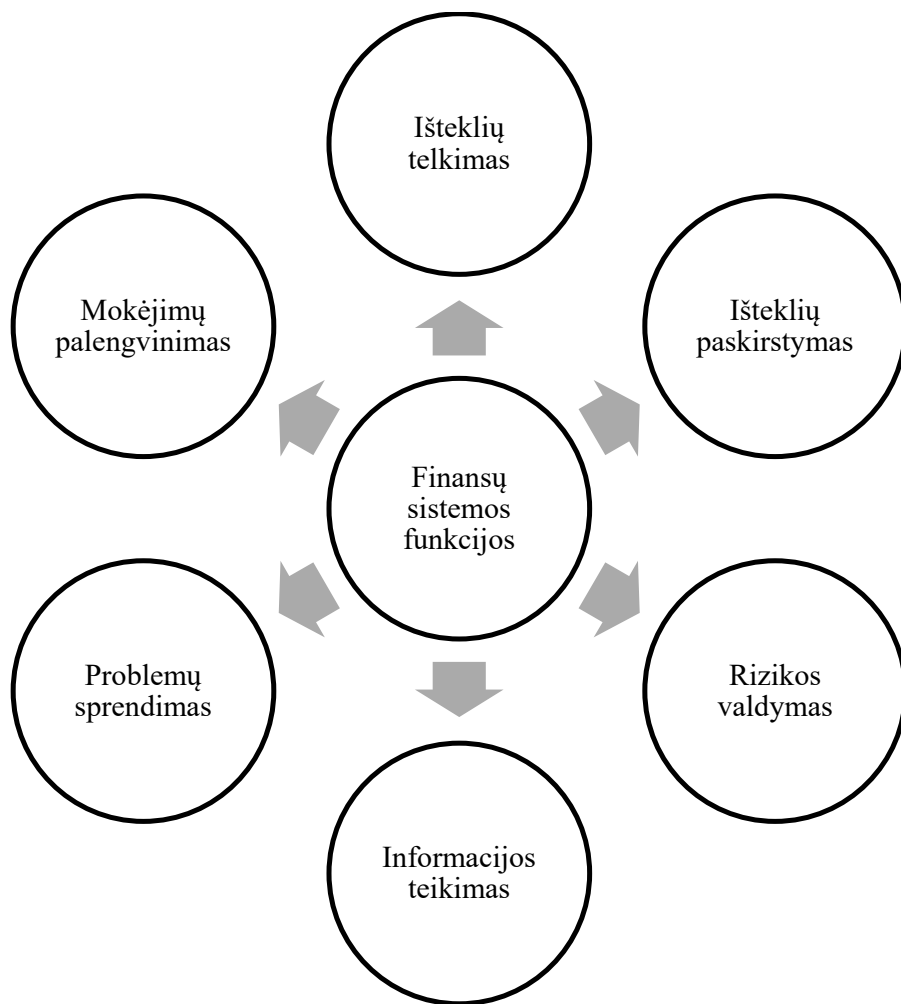 Išteklių
telkimas
Mokėjimų
palengvinimas
Išteklių
paskirstymas
Finansų
sistemos
funkcijos
Problemų
sprendimas
Rizikos
valdymas
Informacijos
teikimas